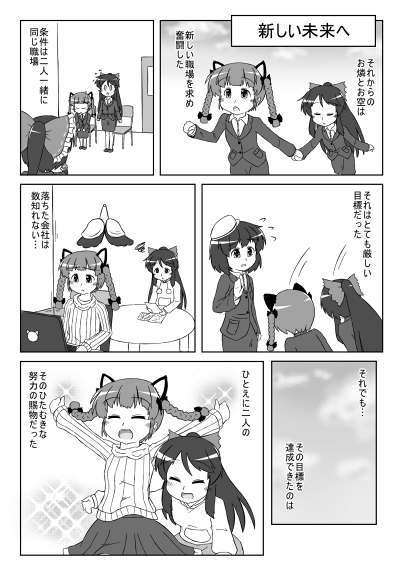 新しい未来へ
それからの
お燐とお空は
新しい職場を求め
奮闘した
条件は二人一緒に
同じ職場
それはとても厳しい
目標だった
落ちた会社は
数知れない…
それでも…
その目標を
達成できたのは
ひとえに二人の
そのひたむきな
努力の賜物だった